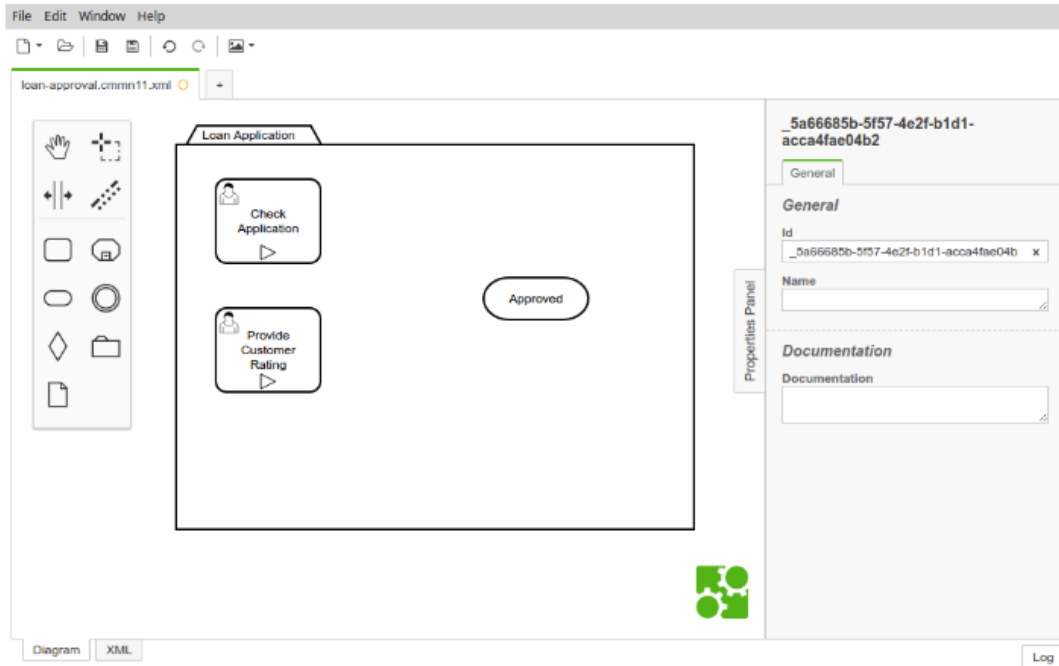 File Edit Window Help
loan-approval.cmmn11.xml +
Loan Application
Check
Application
Provide
Customer
Rating
Approved
Properties Panel
_5a66685b-5f57-4e2f-b1d1-
acca4fae04b2
General
General
Id
_5a66685b-5f57-4e2f-b1d1-acca4fae04b x
Name
Documentation
Documentation
Diagram XML
Log